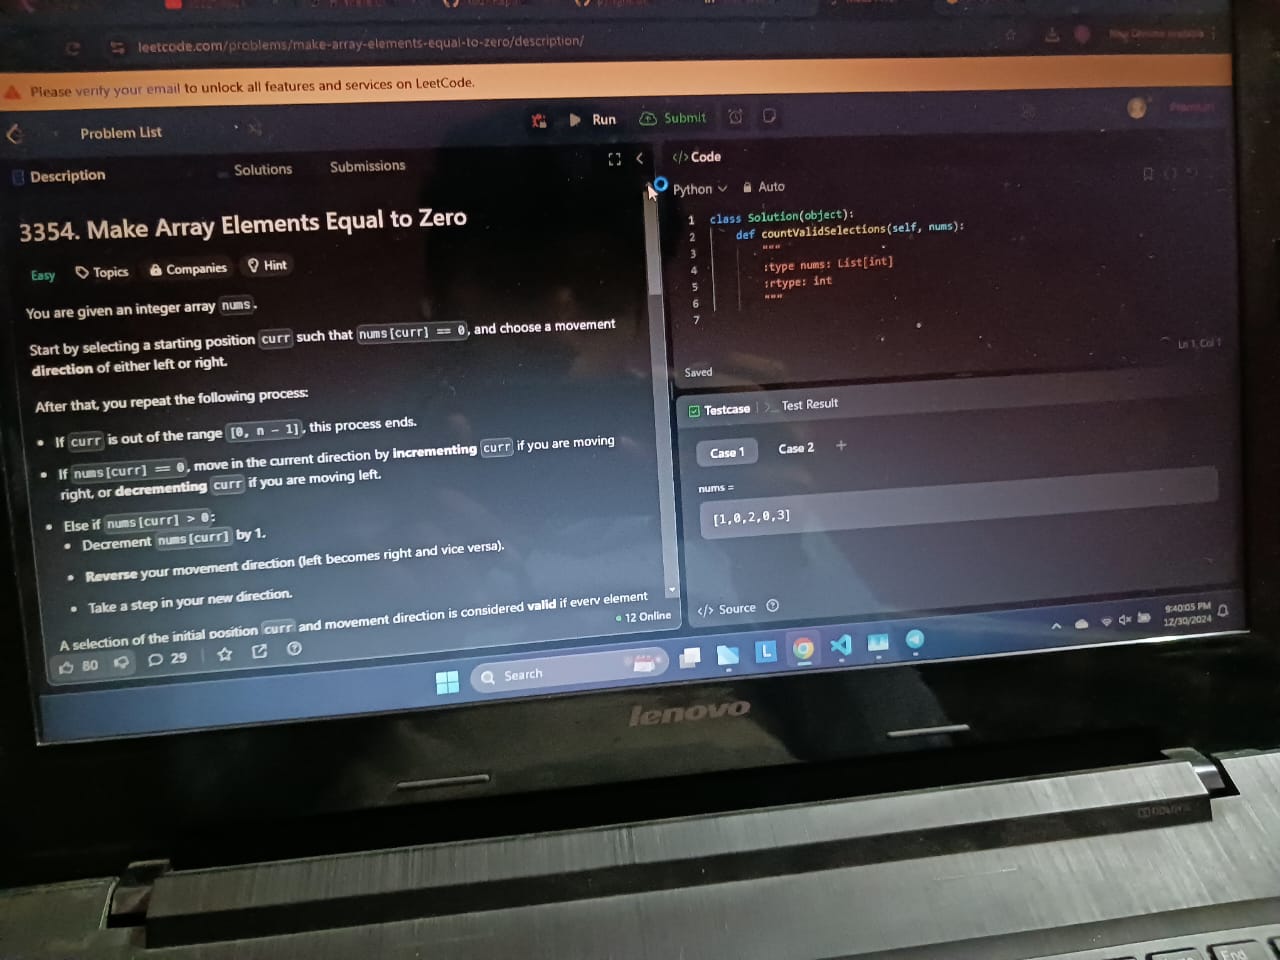 leetcode.com/problems/make-array-elements-equal-to-zero/description/
Please verify your email to unlock all features and services on LeetCode.
Problem List
Run
Submit
Premium
Description
Solutions
Submissions
</> Code
Python
Auto
3354. Make Array Elements Equal to Zero
Easy
Topics
Companies
Hint
You are given an integer array nums.
Start by selecting a starting position curr such that nums[curr] == 0, and choose a movement
direction of either left or right.
After that, you repeat the following process:
• If curr is out of the range [0, n - 1], this process ends.
• If nums[curr] == 0, move in the current direction by incrementing curr if you are moving
right, or decrementing curr if you are moving left.
• Else if nums[curr] > 0:
• Decrement nums[curr] by 1.
• Reverse your movement direction (left becomes right and vice versa).
• Take a step in your new direction.
A selection of the initial position curr and movement direction is considered valid if every element
80
29
12 Online
1 class Solution(object):
2 def countValidSelections(self, nums):
3 """
4 :type nums: List[int]
5 :rtype: int
6 """
7
Saved
Ln 1, Col 1
Testcase
Test Result
Case 1
Case 2
+
nums =
[1,0,2,0,3]
</> Source
Search
9:40:05 PM
12/30/2024
lenovo
End